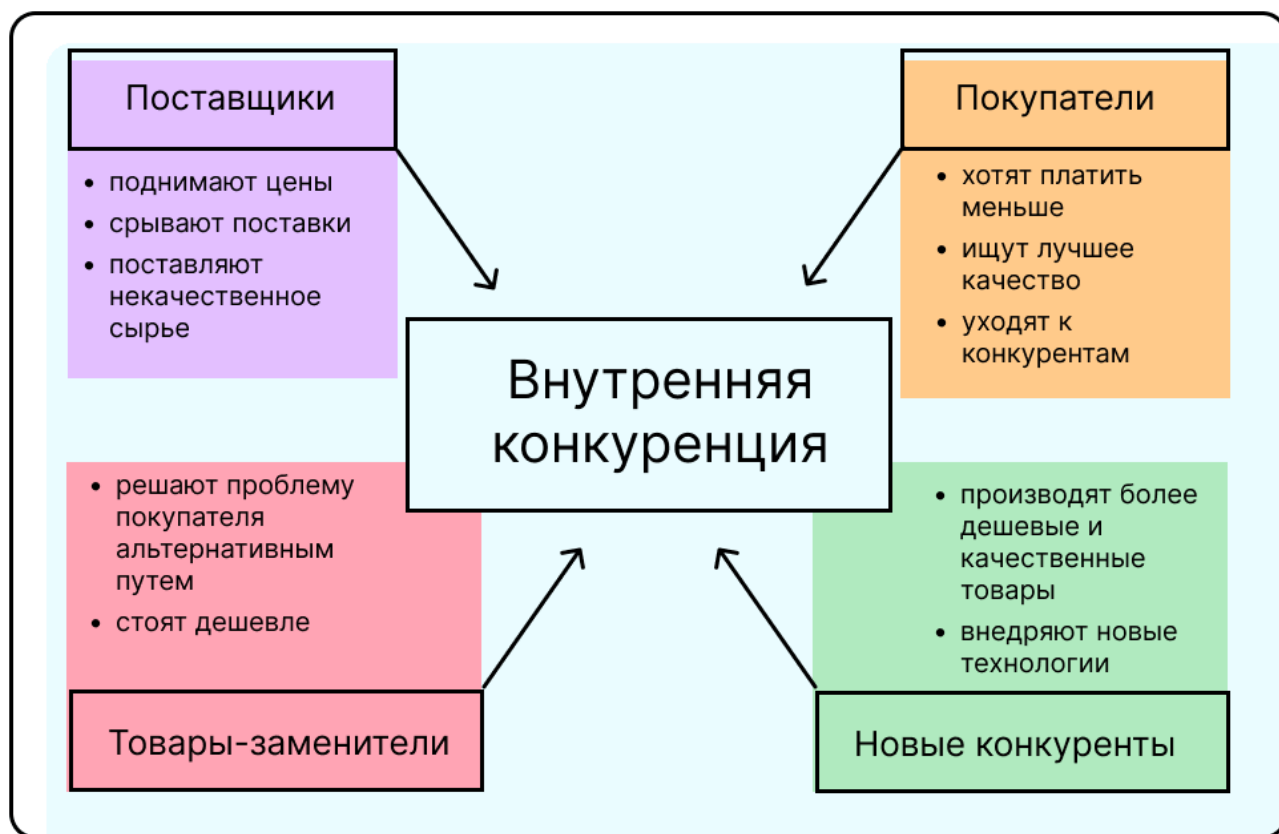 Поставщики
• поднимают цены
• срывают поставки
• поставляют
некачественное
сырье
Покупатели
• хотят платить
меньше
• ищут лучшее
качество
• уходят к
конкурентам
Внутренняя
конкуренция
• решают проблему
покупателя
альтернативным
путем
• стоят дешевле
Товары-заменители
• производят более
дешевые и
качественные
товары
• внедряют новые
технологии
Новые конкуренты